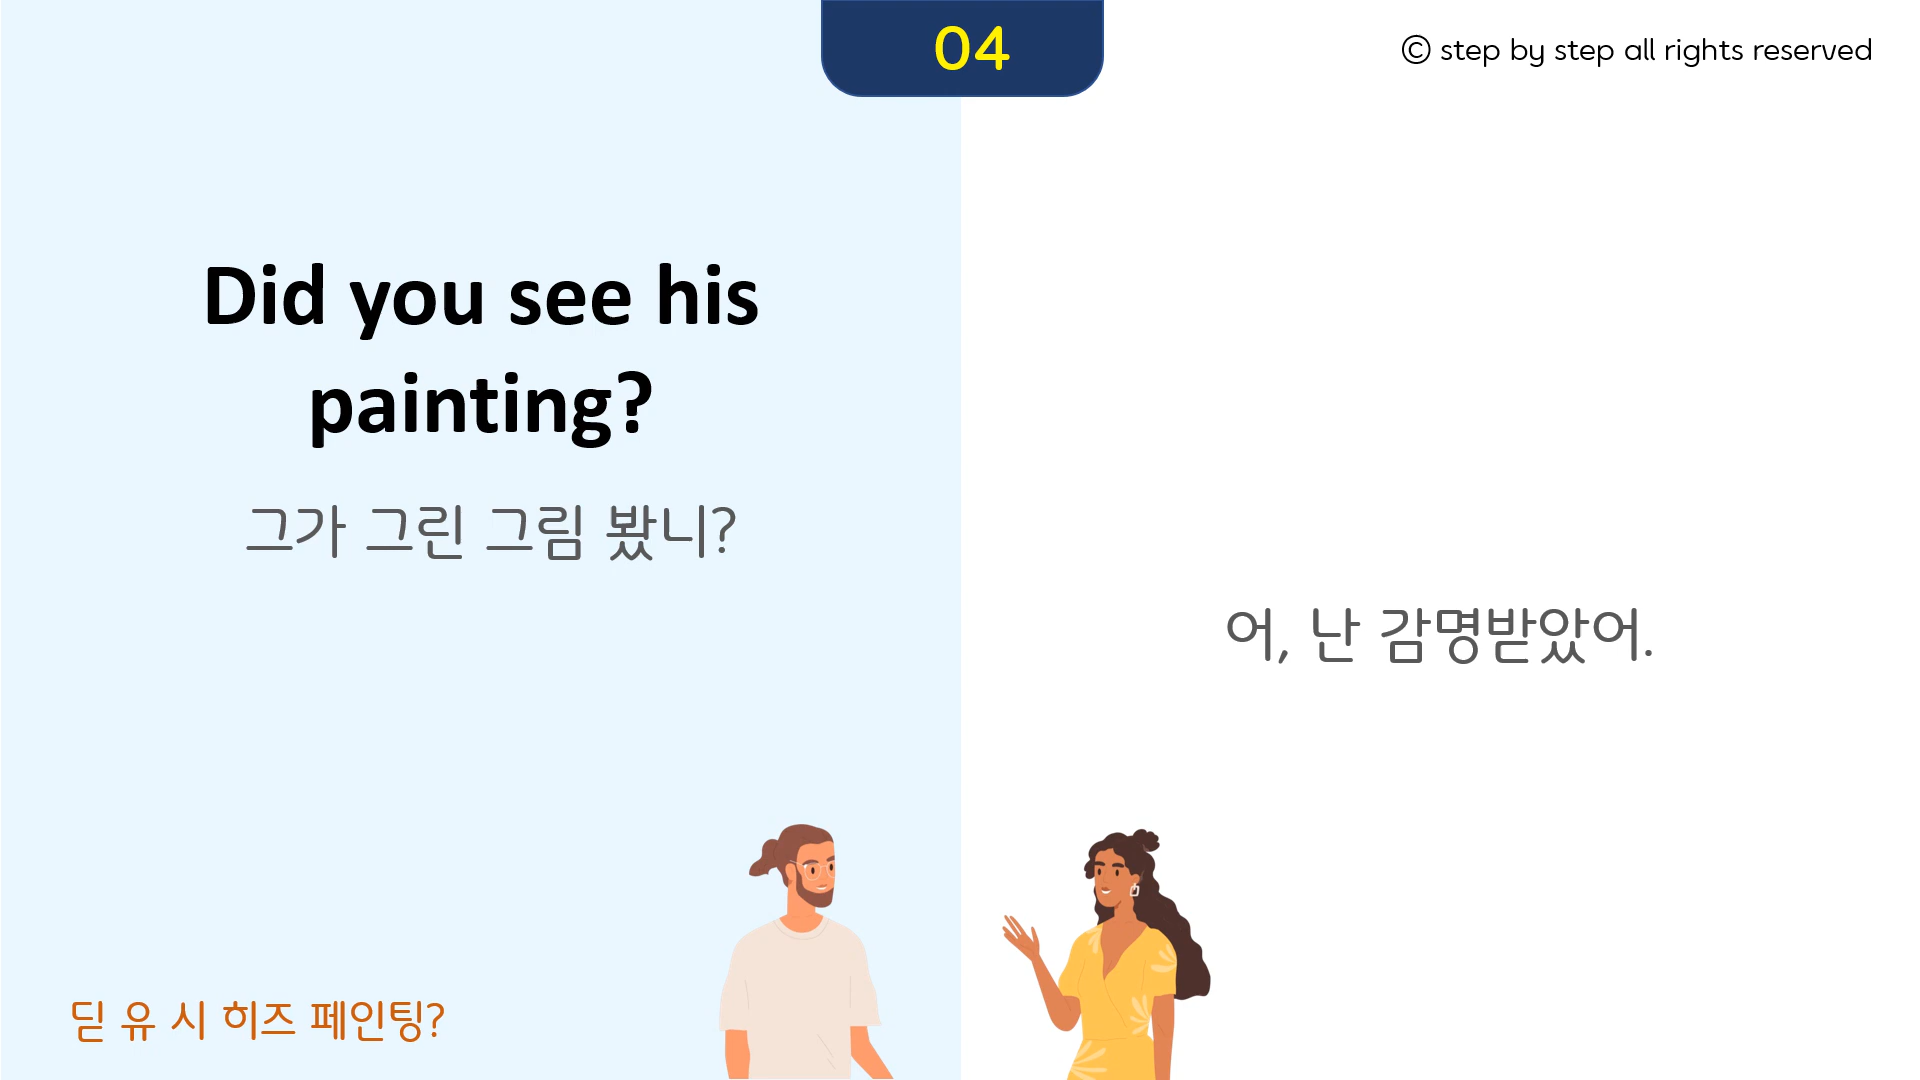 04
© step by step all rights reserved
Did you see his
painting?
그가 그린 그림 봤니?
어, 난 감명받았어.
딛 유 시 히즈 페인팅?